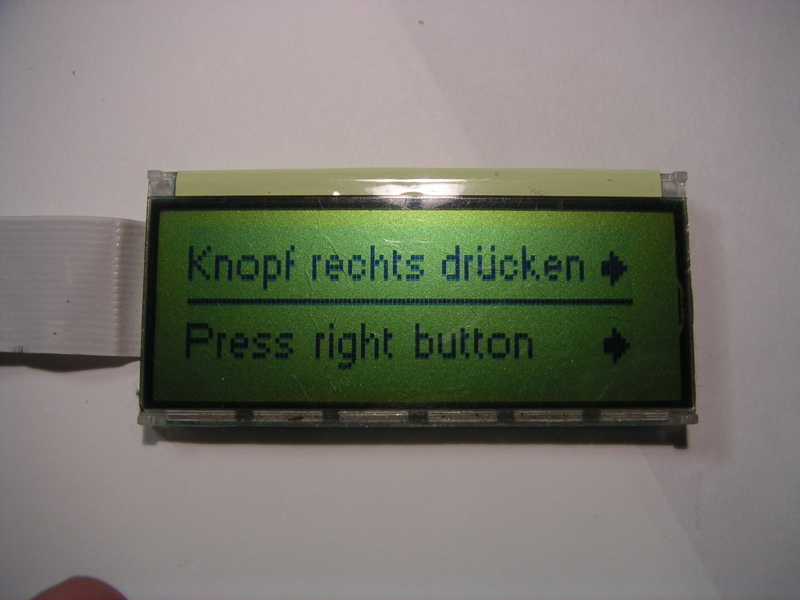 Knopf rechts drücken →
Press right button →